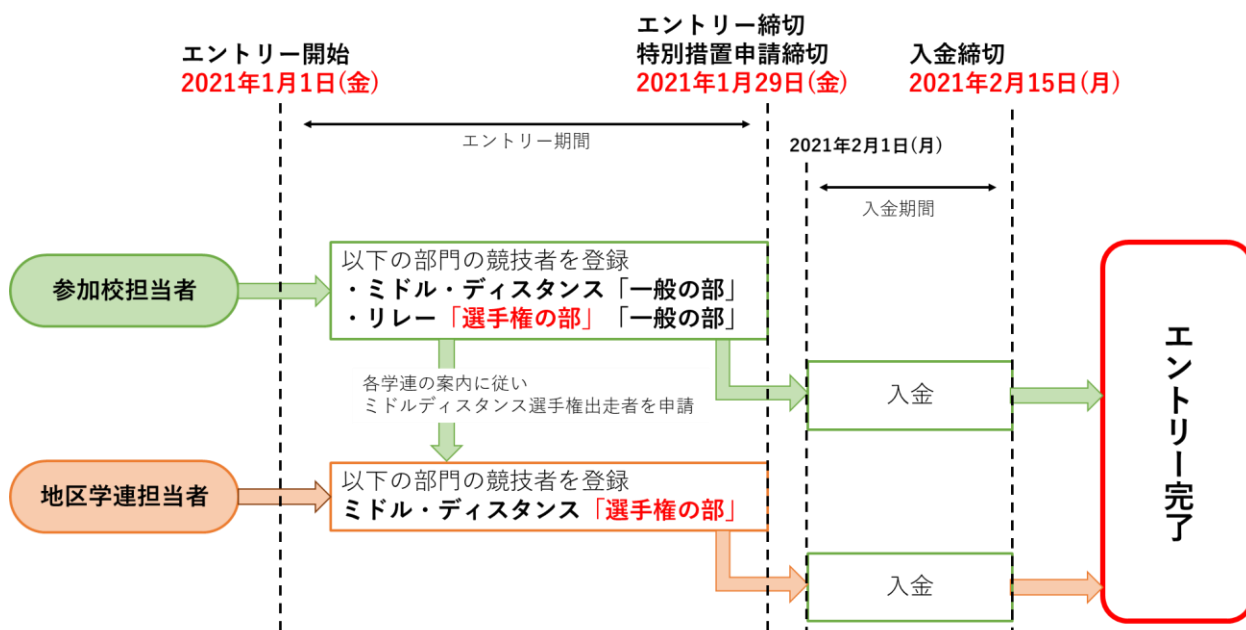 エントリー開始
2021年1月1日(金)
エントリー締切
特別措置申請締切
2021年1月29日(金)
入金締切
2021年2月15日(月)
エントリー期間
2021年2月1日(月)
入金期間
参加校担当者
以下の部門の競技者を登録
・ミドル・ディスタンス「一般の部」
・リレー「選手権の部」「一般の部」
各学連の案内に従い
ミドルディスタンス選手権出走者を申請
入金
エントリー完了
地区学連担当者
以下の部門の競技者を登録
ミドル・ディスタンス「選手権の部」
入金